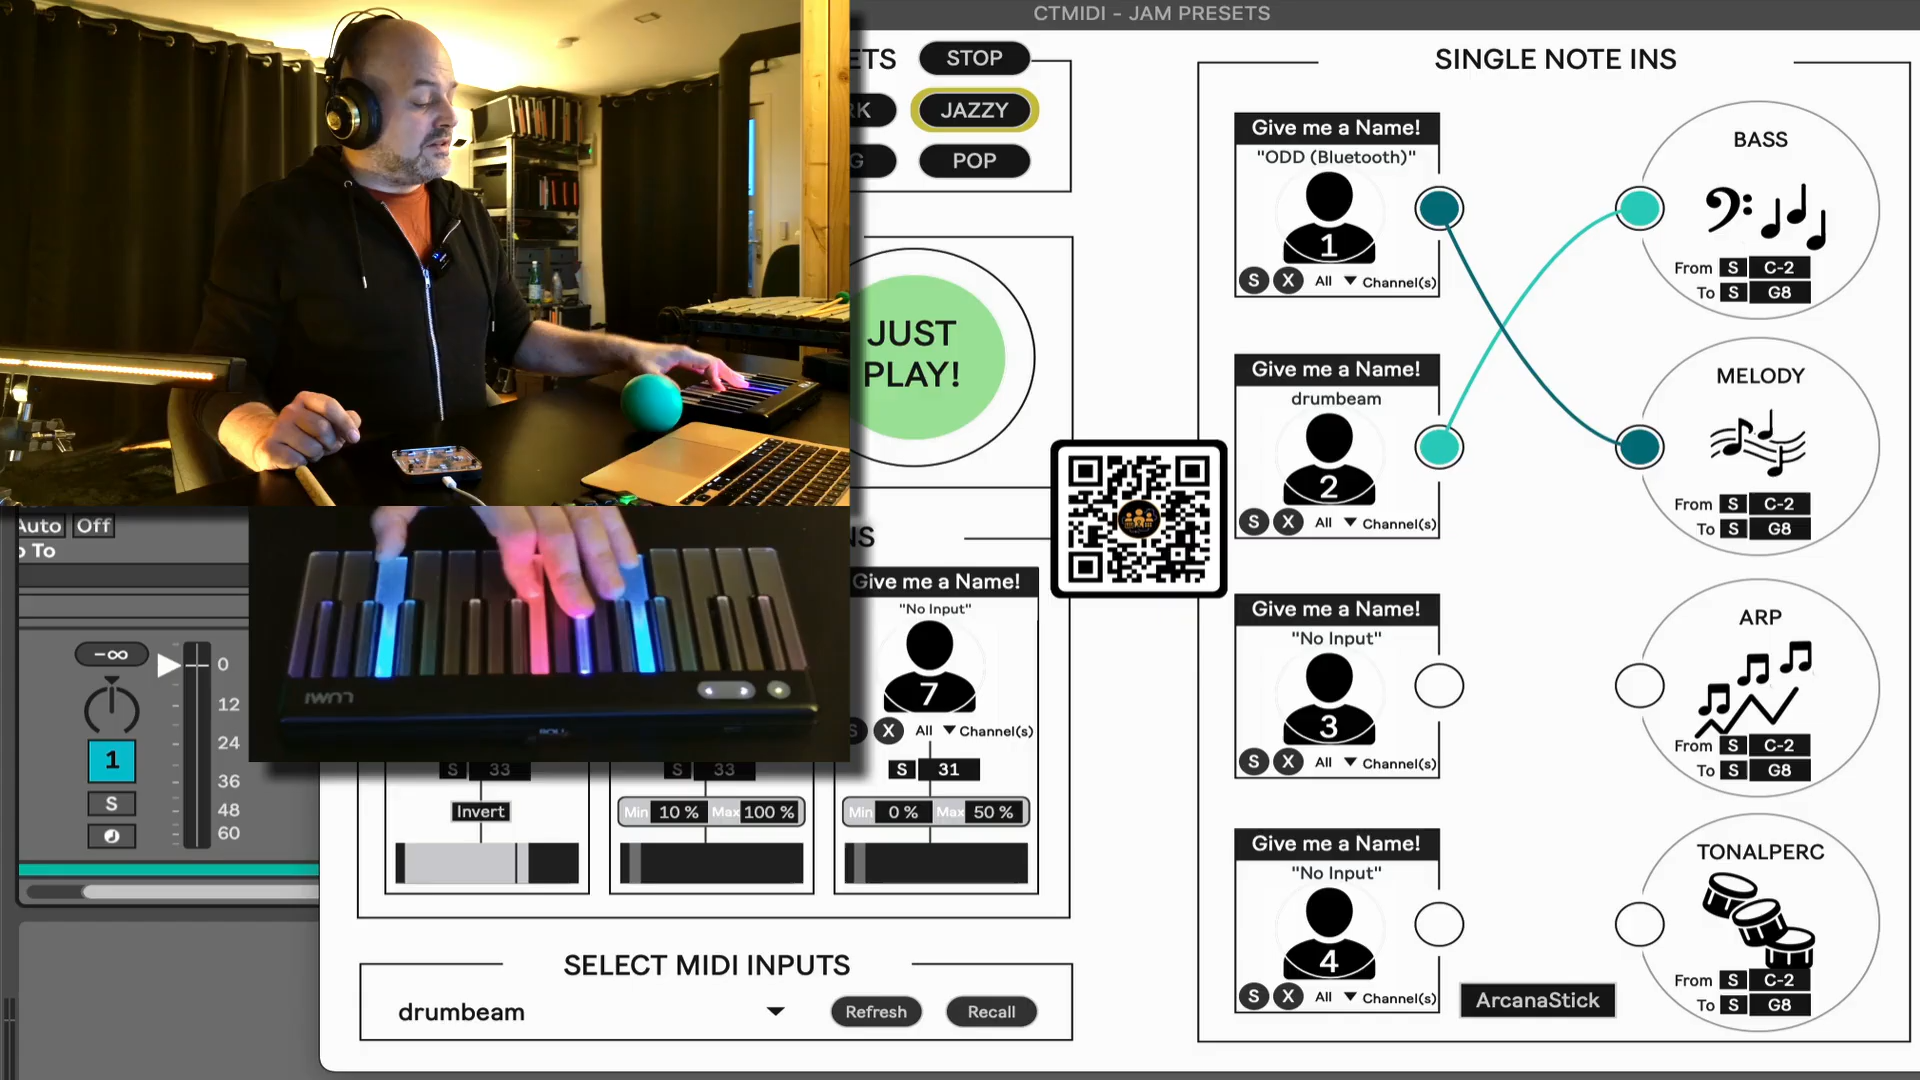 CTMIDI - JAM PRESETS
ETS
STOP
RK
JAZZY
G
POP
JUST
PLAY!
NS
Give me a Name!
"No Input"
7
S
X
All
Channel(s)
S 33
Invert
S 33
Min 10 % Max 100 %
S 31
Min 0 % Max 50 %
SELECT MIDI INPUTS
drumbeam
Refresh
Recall
Auto Off
o To
-∞
0
12
24
36
48
60
1
S
LUMI
SINGLE NOTE INS
Give me a Name!
"ODD (Bluetooth)"
1
S X All Channel(s)
BASS
From S C-2
To S G8
Give me a Name!
drumbeam
2
S X All Channel(s)
MELODY
From S C-2
To S G8
Give me a Name!
"No Input"
3
S X All Channel(s)
ARP
From S C-2
To S G8
Give me a Name!
"No Input"
4
S X All Channel(s)
ArcanaStick
TONALPERC
From S C-2
To S G8